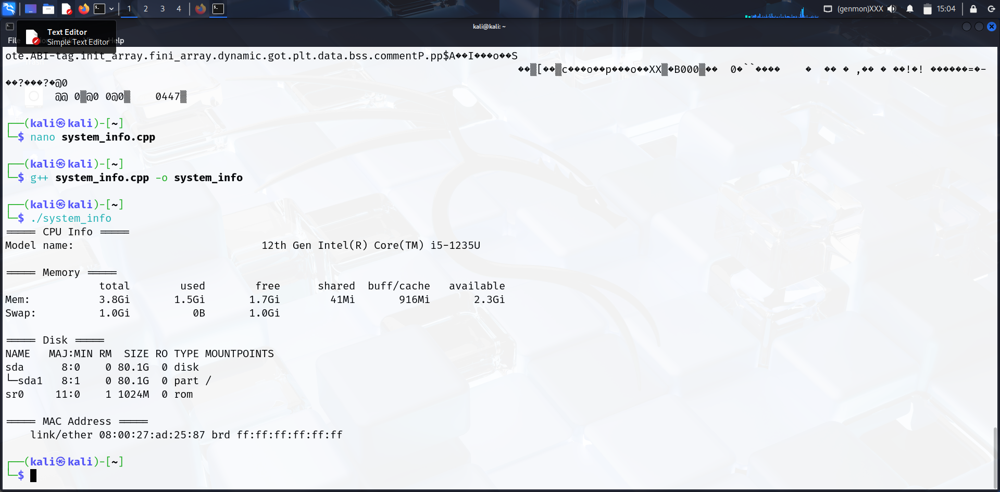 1 2 3 4 (genmon)XXX 15:04
kali@kali: ~
Text Editor
Simple Text Editor
File Help
ote.ABI-tag.init_array.fini_array.dynamic.got.plt.data.bss.commentP.pp$A��I���o��S
��▒[��▒c���o��p���o��XX▒�B000▒�� 0�``���� � �� � ,�� � ��!�! ������=�-
��?���?�@0
@@ 0▒@0 0@0▒ 0447▒
┌──(kali㉿kali)-[~]
└─$ nano system_info.cpp
┌──(kali㉿kali)-[~]
└─$ g++ system_info.cpp -o system_info
┌──(kali㉿kali)-[~]
└─$ ./system_info
===== CPU Info =====
Model name: 12th Gen Intel(R) Core(TM) i5-1235U
===== Memory =====
total used free shared buff/cache available
Mem: 3.8Gi 1.5Gi 1.7Gi 41Mi 916Mi 2.3Gi
Swap: 1.0Gi 0B 1.0Gi
===== Disk =====
NAME MAJ:MIN RM SIZE RO TYPE MOUNTPOINTS
sda 8:0 0 80.1G 0 disk
└─sda1 8:1 0 80.1G 0 part /
sr0 11:0 1 1024M 0 rom
===== MAC Address =====
link/ether 08:00:27:ad:25:87 brd ff:ff:ff:ff:ff:ff
┌──(kali㉿kali)-[~]
└─$